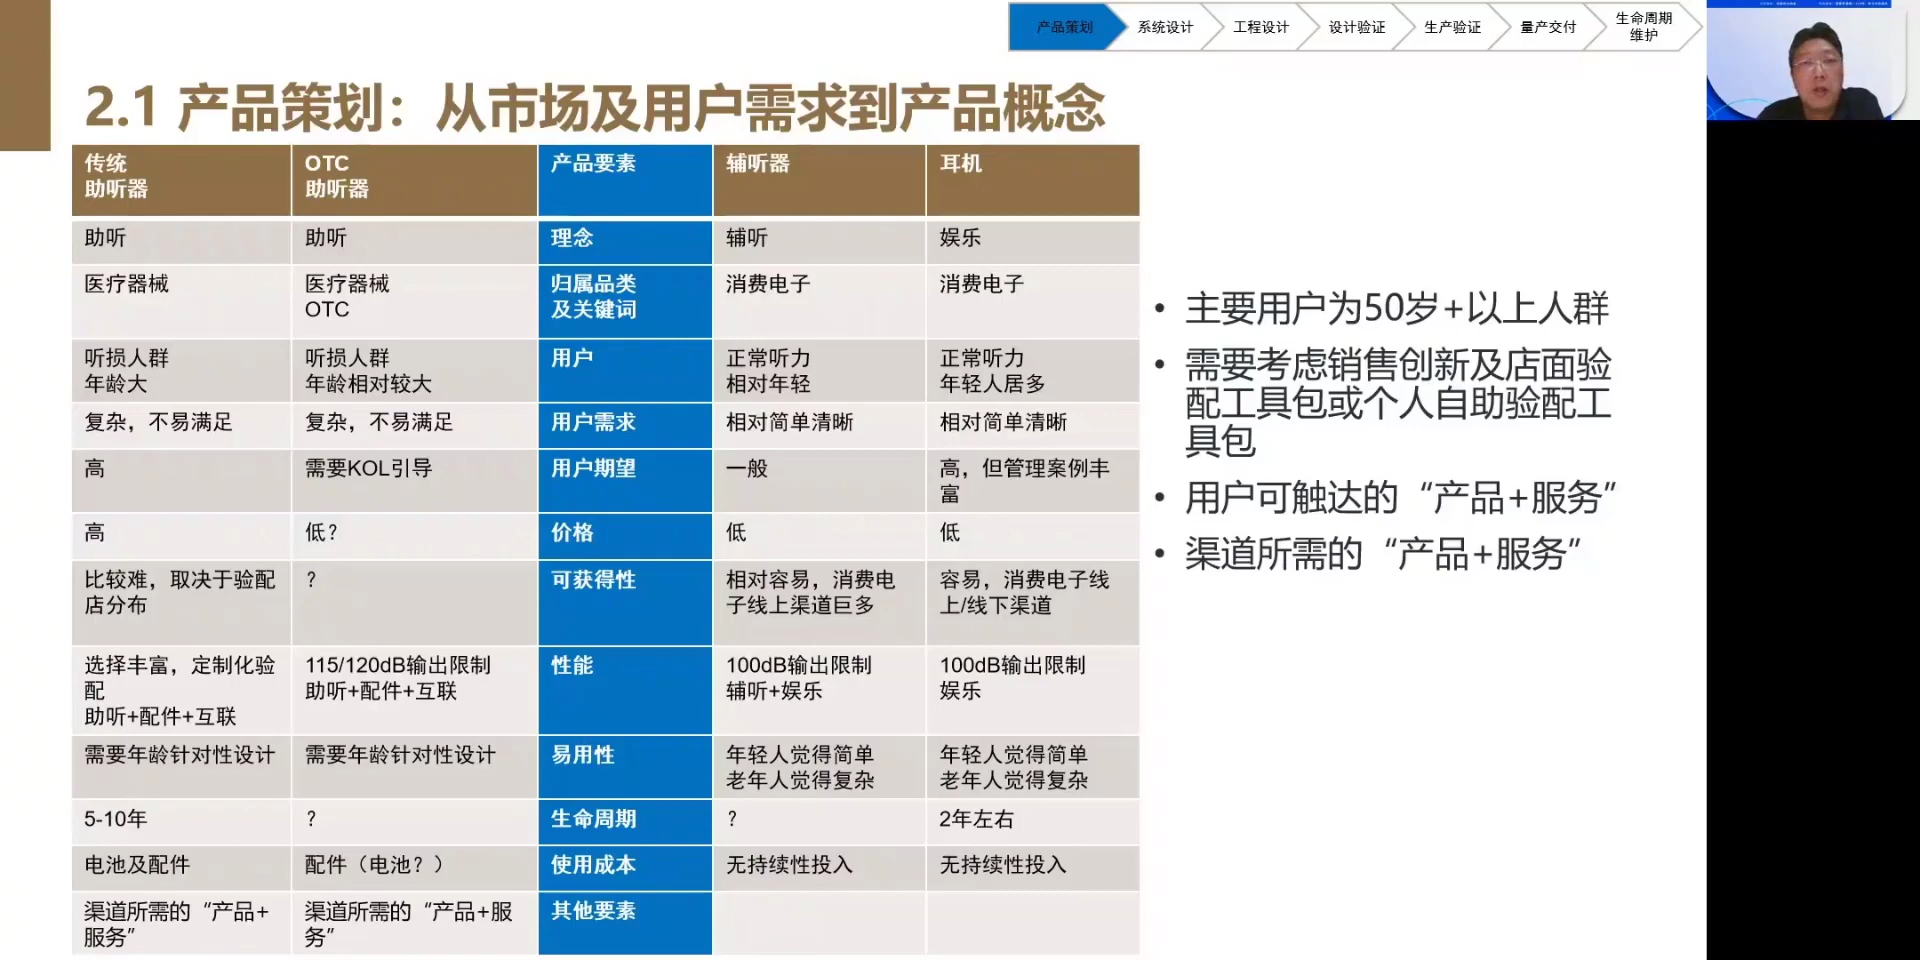 产品策划
系统设计
工程设计
设计验证
生产验证
量产交付
生命周期
维护
2.1 产品策划：从市场及用户需求到产品概念
传统
助听器
OTC
助听器
产品要素
辅听器
耳机
助听
助听
理念
辅听
娱乐
医疗器械
医疗器械
OTC
归属品类
及关键词
消费电子
消费电子
听损人群
年龄大
听损人群
年龄相对较大
用户
正常听力
相对年轻
正常听力
年轻人居多
复杂，不易满足
复杂，不易满足
用户需求
相对简单清晰
相对简单清晰
高
需要KOL引导
用户期望
一般
高，但管理案例丰
富
高
低？
价格
低
低
比较难，取决于验配
店分布
？
可获得性
相对容易，消费电
子线上渠道巨多
容易，消费电子线
上/线下渠道
选择丰富，定制化验
配
助听+配件+互联
115/120dB输出限制
助听+配件+互联
性能
100dB输出限制
辅听+娱乐
100dB输出限制
娱乐
需要年龄针对性设计
需要年龄针对性设计
易用性
年轻人觉得简单
老年人觉得复杂
年轻人觉得简单
老年人觉得复杂
5-10年
？
生命周期
？
2年左右
电池及配件
配件（电池？）
使用成本
无持续性投入
无持续性投入
渠道所需的“产品+
服务”
渠道所需的“产品+服
务”
其他要素
• 主要用户为50岁+以上人群
• 需要考虑销售创新及店面验
配工具包或个人自助验配工
具包
• 用户可触达的“产品+服务”
• 渠道所需的“产品+服务”